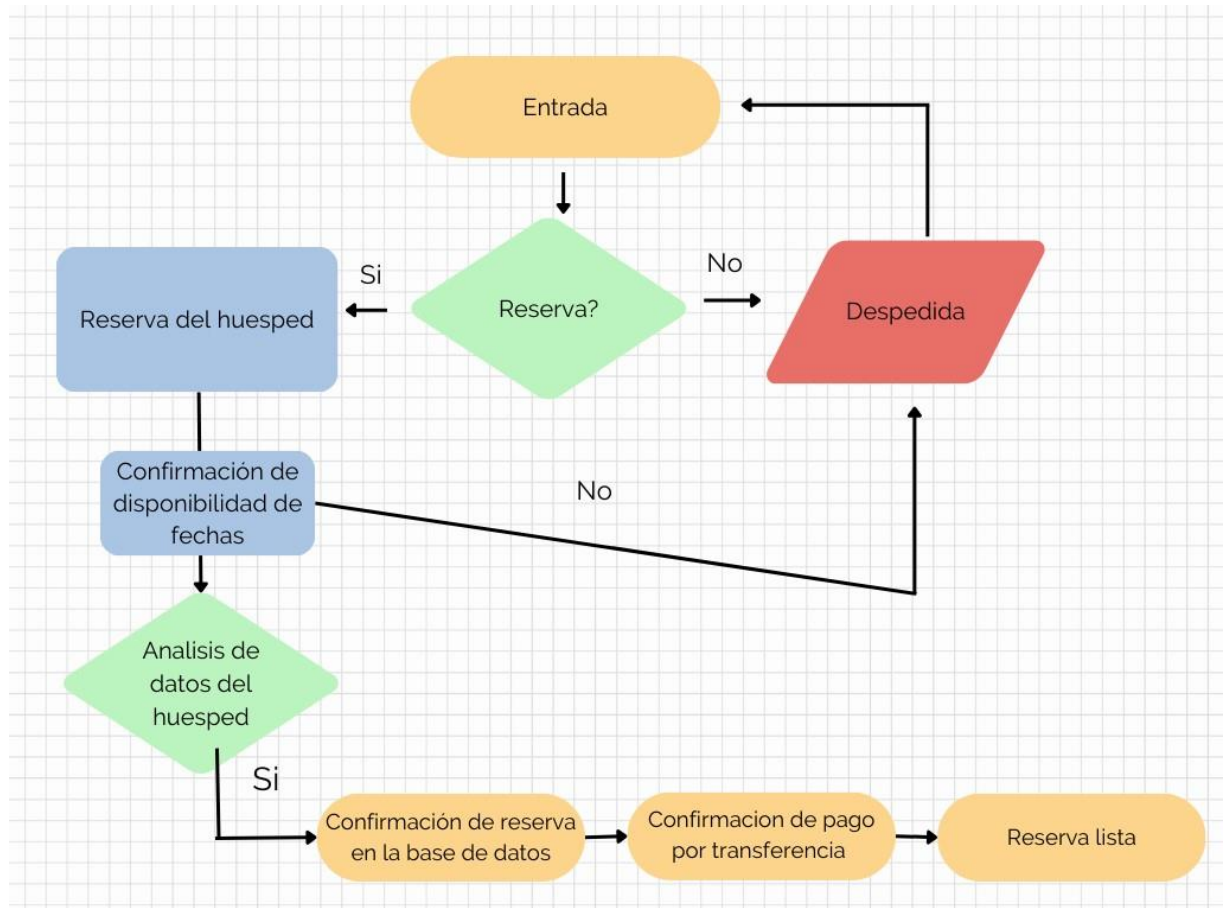 Entrada
Si
Reserva?
No
Reserva del huesped
Despedida
Confirmación de
disponibilidad de
fechas
No
Analisis de
datos del
huesped
Si
Confirmación de reserva
en la base de datos
Confirmacion de pago
por transferencia
Reserva lista